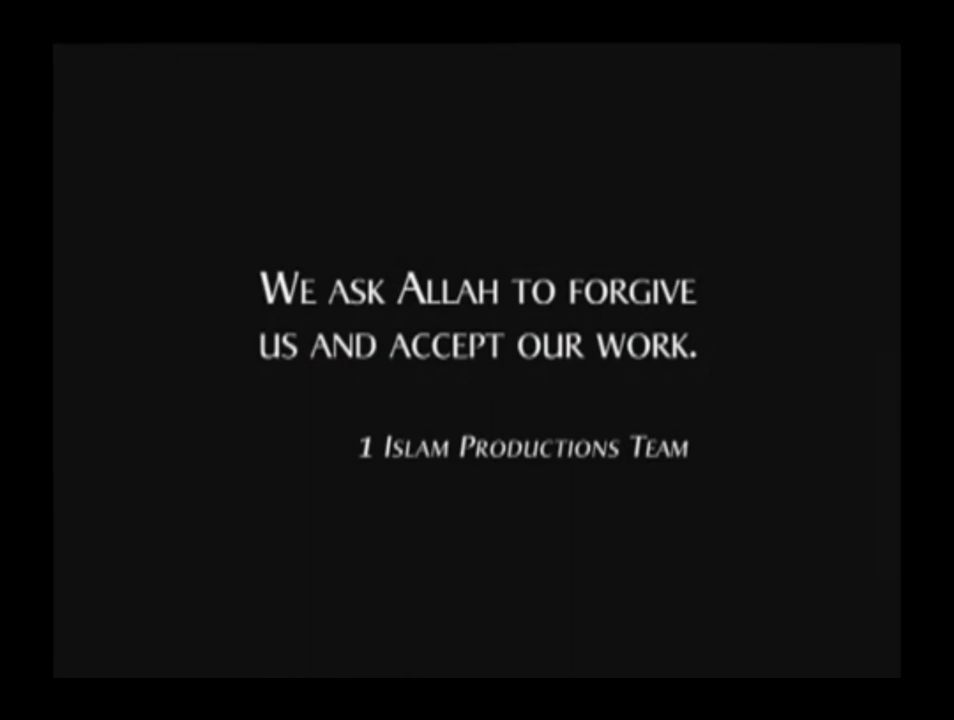 We ask Allah to forgive
us and accept our work.
1 Islam Productions Team